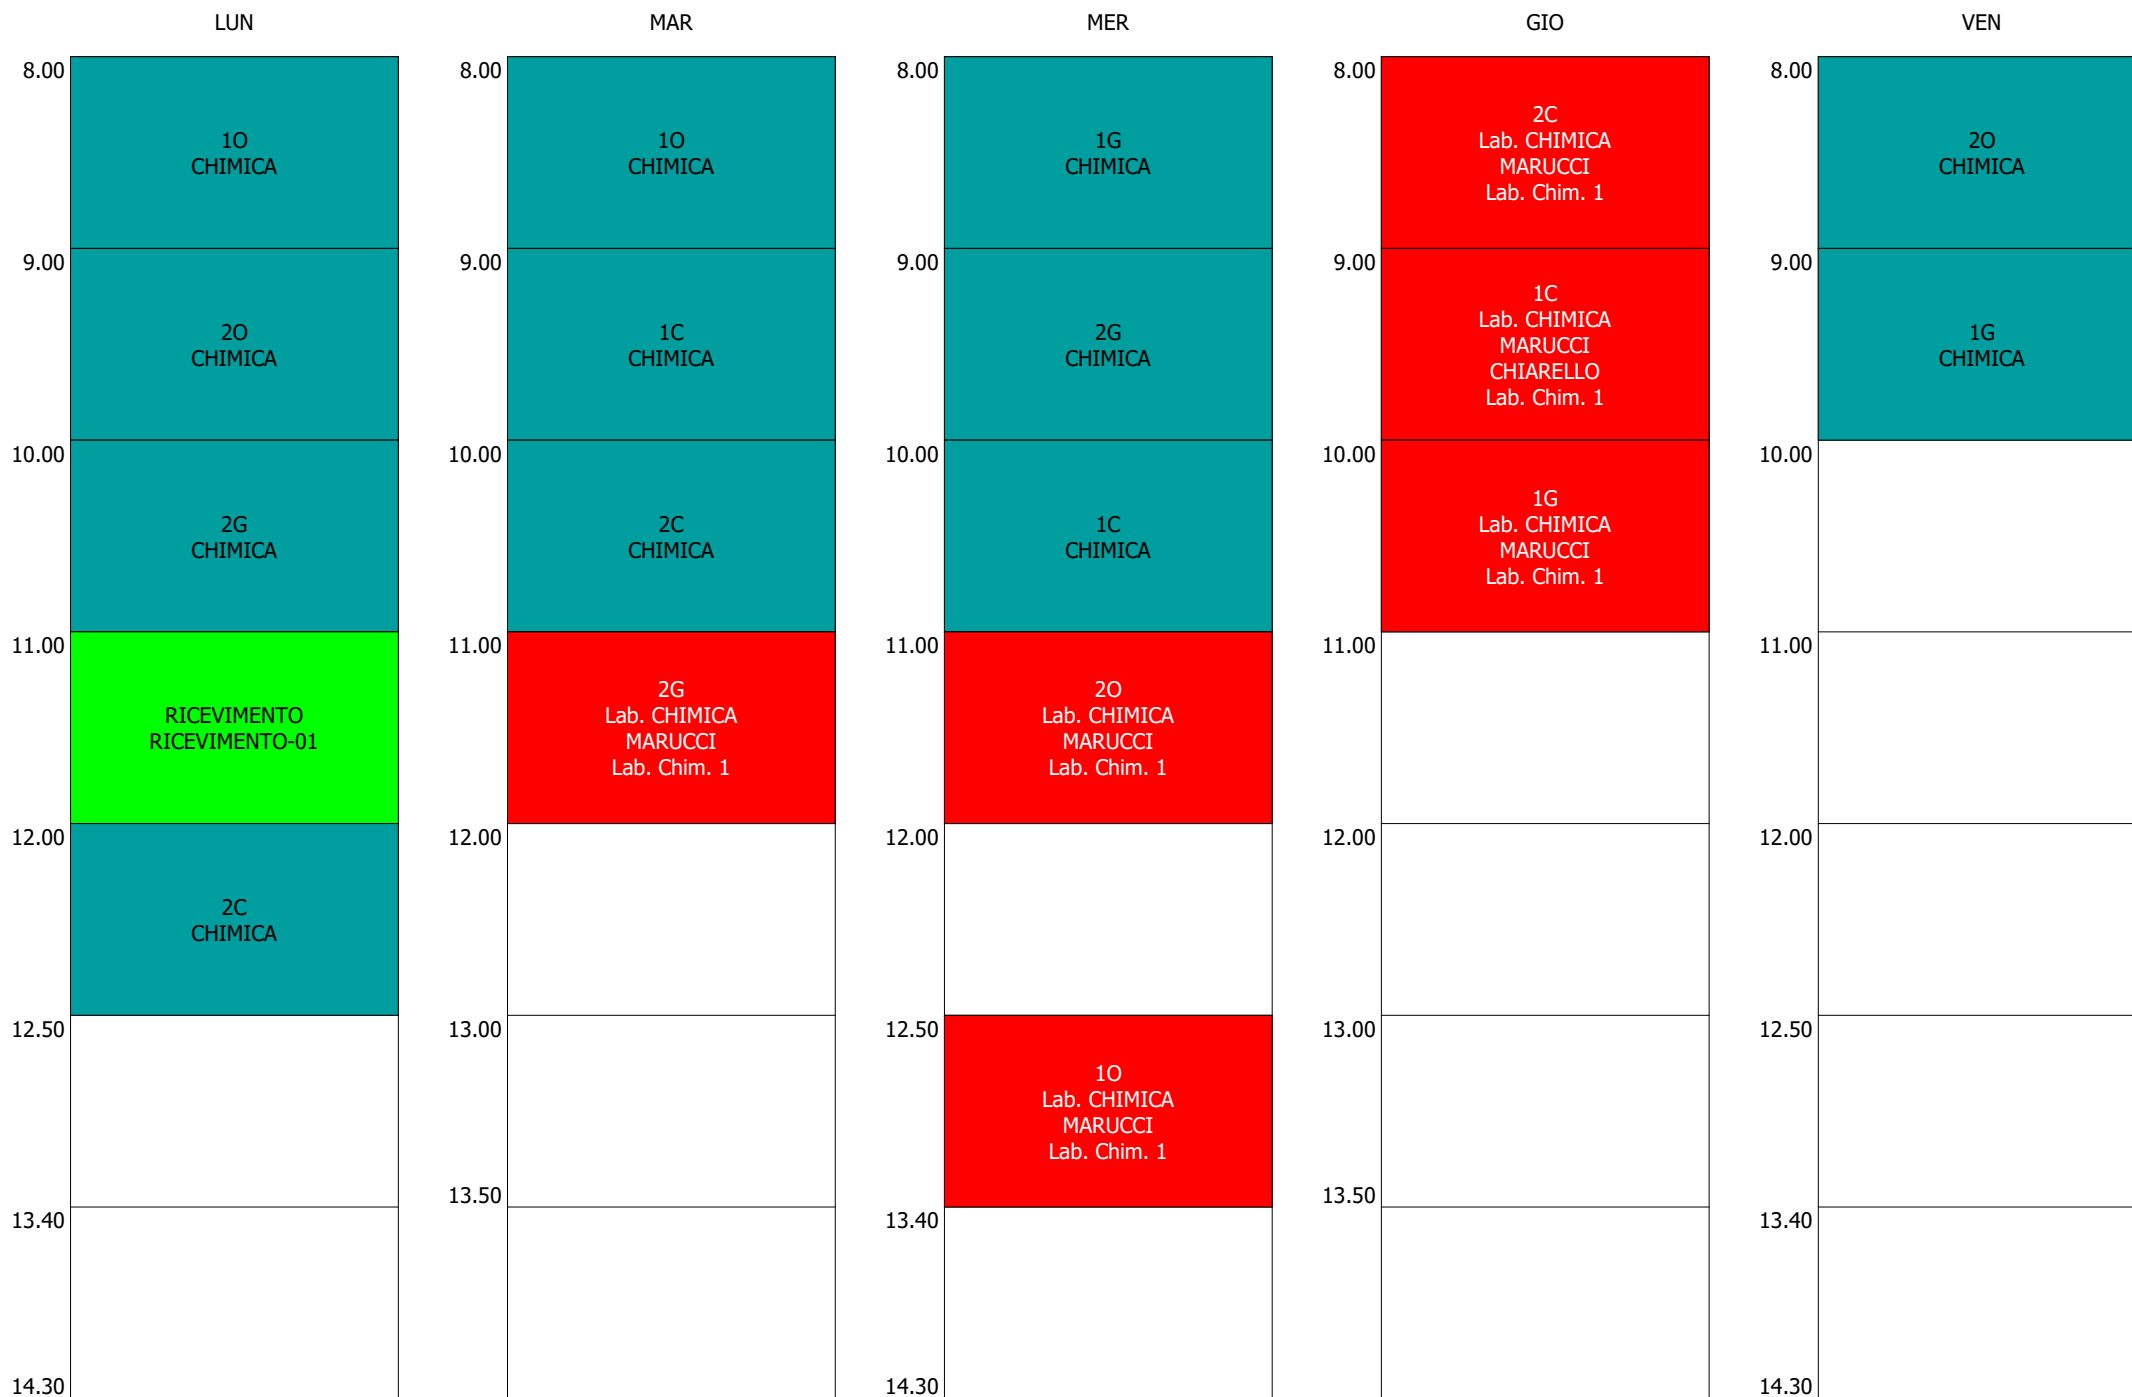 LUN
8.00
1O
CHIMICA
9.00
2O
CHIMICA
10.00
2G
CHIMICA
11.00
RICEVIMENTO
RICEVIMENTO-01
12.00
2C
CHIMICA
12.50
13.40
14.30
MAR
8.00
1O
CHIMICA
9.00
1C
CHIMICA
10.00
2C
CHIMICA
11.00
2G
Lab. CHIMICA
MARUCCI
Lab. Chim. 1
12.00
13.00
13.50
MER
8.00
1G
CHIMICA
9.00
2G
CHIMICA
10.00
1C
CHIMICA
11.00
2O
Lab. CHIMICA
MARUCCI
Lab. Chim. 1
12.00
12.50
1O
Lab. CHIMICA
MARUCCI
Lab. Chim. 1
13.40
14.30
GIO
8.00
2C
Lab. CHIMICA
MARUCCI
Lab. Chim. 1
9.00
1C
Lab. CHIMICA
MARUCCI
CHIARELLO
Lab. Chim. 1
10.00
1G
Lab. CHIMICA
MARUCCI
Lab. Chim. 1
11.00
12.00
13.00
13.50
VEN
8.00
2O
CHIMICA
9.00
1G
CHIMICA
10.00
11.00
12.00
12.50
13.40
14.30